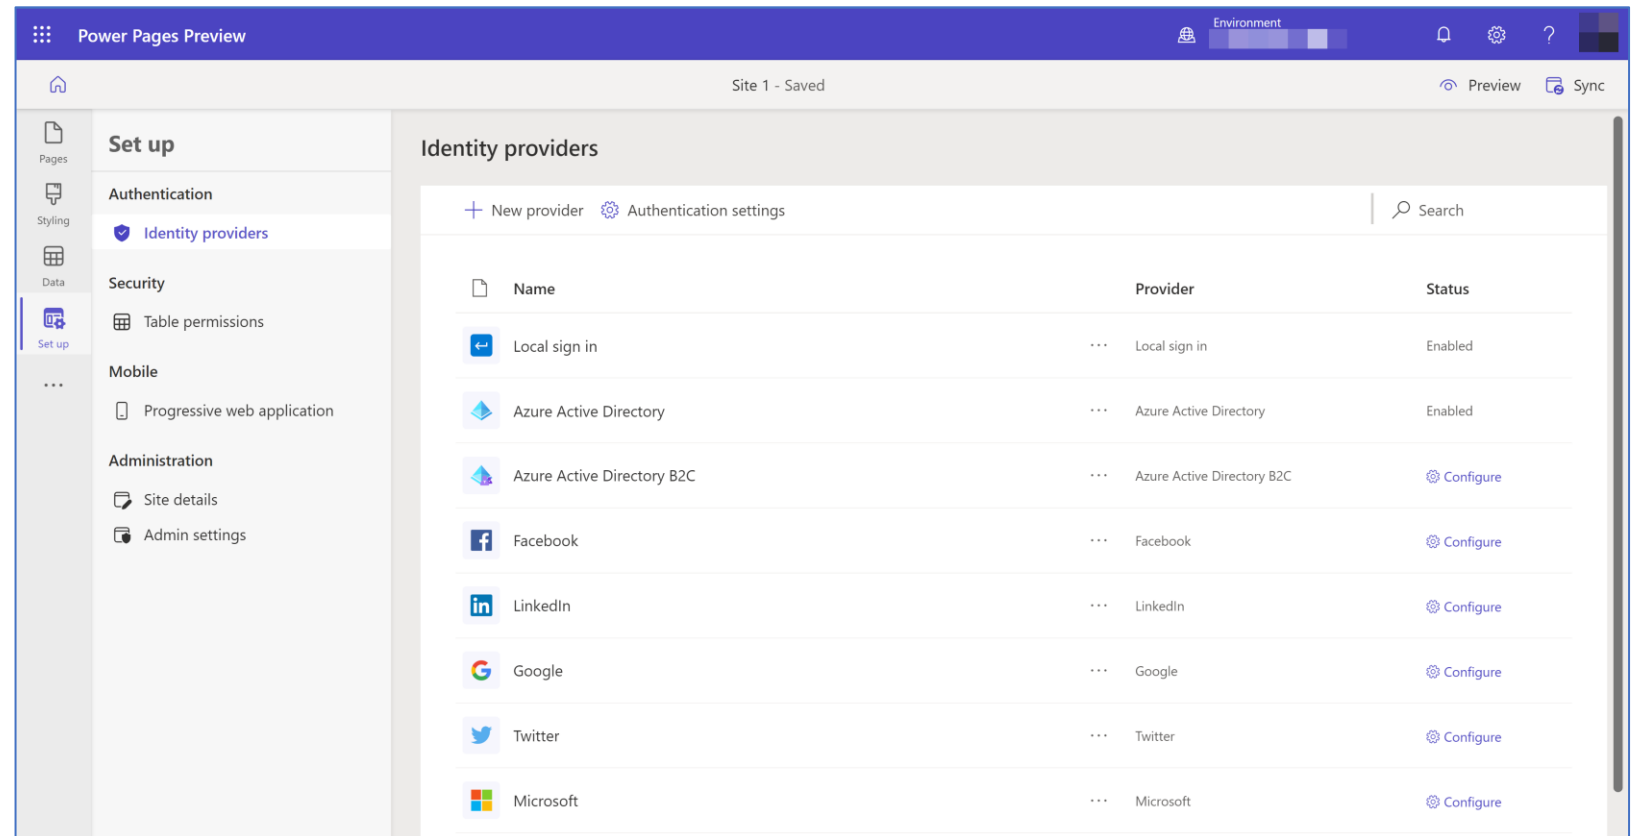 Power Pages Preview
Environment
?
Site 1 - Saved
Preview
Sync
Pages
Styling
Data
Set up
...
Set up
Authentication
Identity providers
Security
Table permissions
Mobile
Progressive web application
Administration
Site details
Admin settings
Identity providers
+ New provider Authentication settings Search
Name Provider Status
Local sign in ... Local sign in Enabled
Azure Active Directory ... Azure Active Directory Enabled
Azure Active Directory B2C ... Azure Active Directory B2C Configure
f Facebook ... Facebook Configure
in LinkedIn ... LinkedIn Configure
G Google ... Google Configure
Twitter ... Twitter Configure
Microsoft ... Microsoft Configure